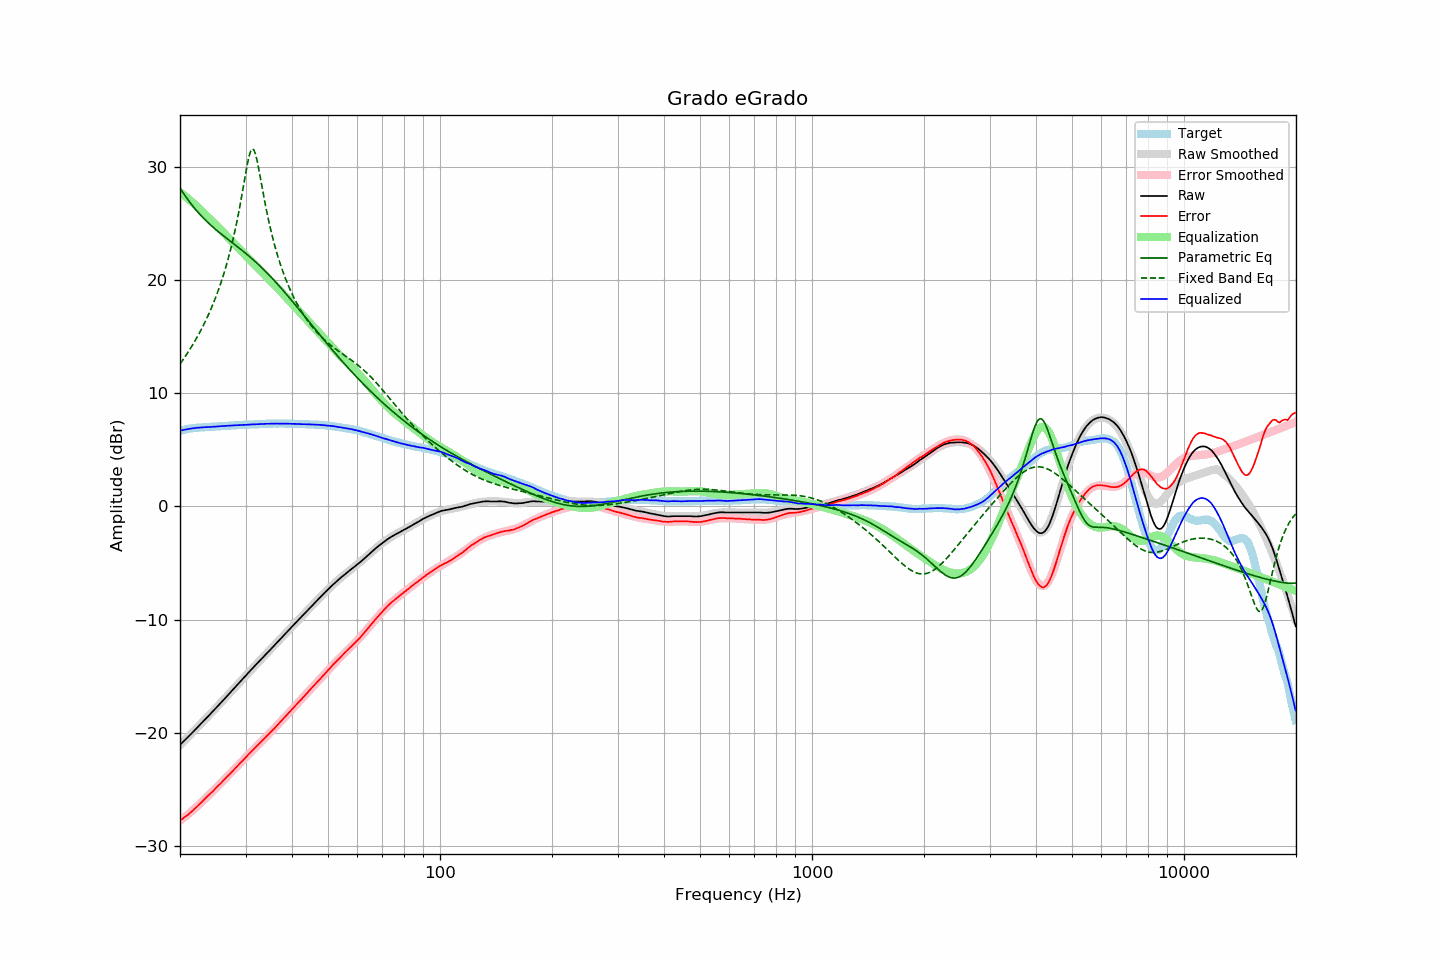 Grado eGrado
Target
Raw Smoothed
Error Smoothed
Raw
Error
Equalization
Parametric Eq
Fixed Band Eq
Equalized
30
20
10
0
−10
−20
−30
Amplitude (dBr)
100 1000 10000
Frequency (Hz)